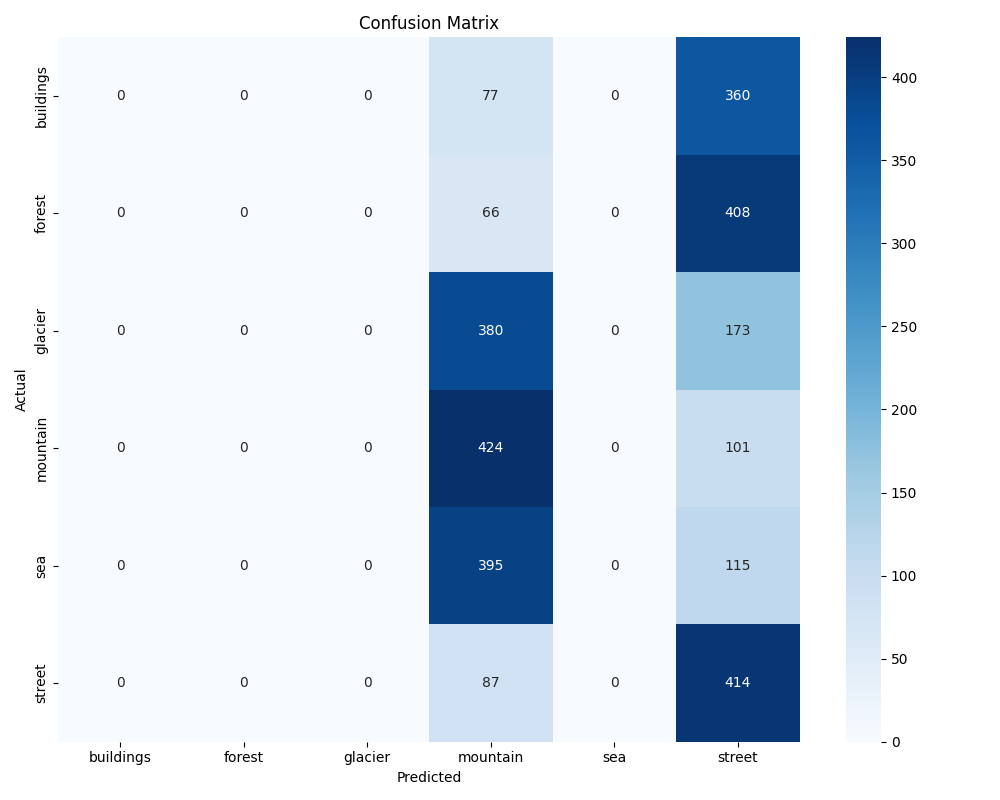 Confusion Matrix
buildings 0 0 0 77 0 360
forest 0 0 0 66 0 408
glacier 0 0 0 380 0 173
mountain 0 0 0 424 0 101
sea 0 0 0 395 0 115
street 0 0 0 87 0 414
Actual
buildings forest glacier mountain sea street
Predicted
400
350
300
250
200
150
100
50
0